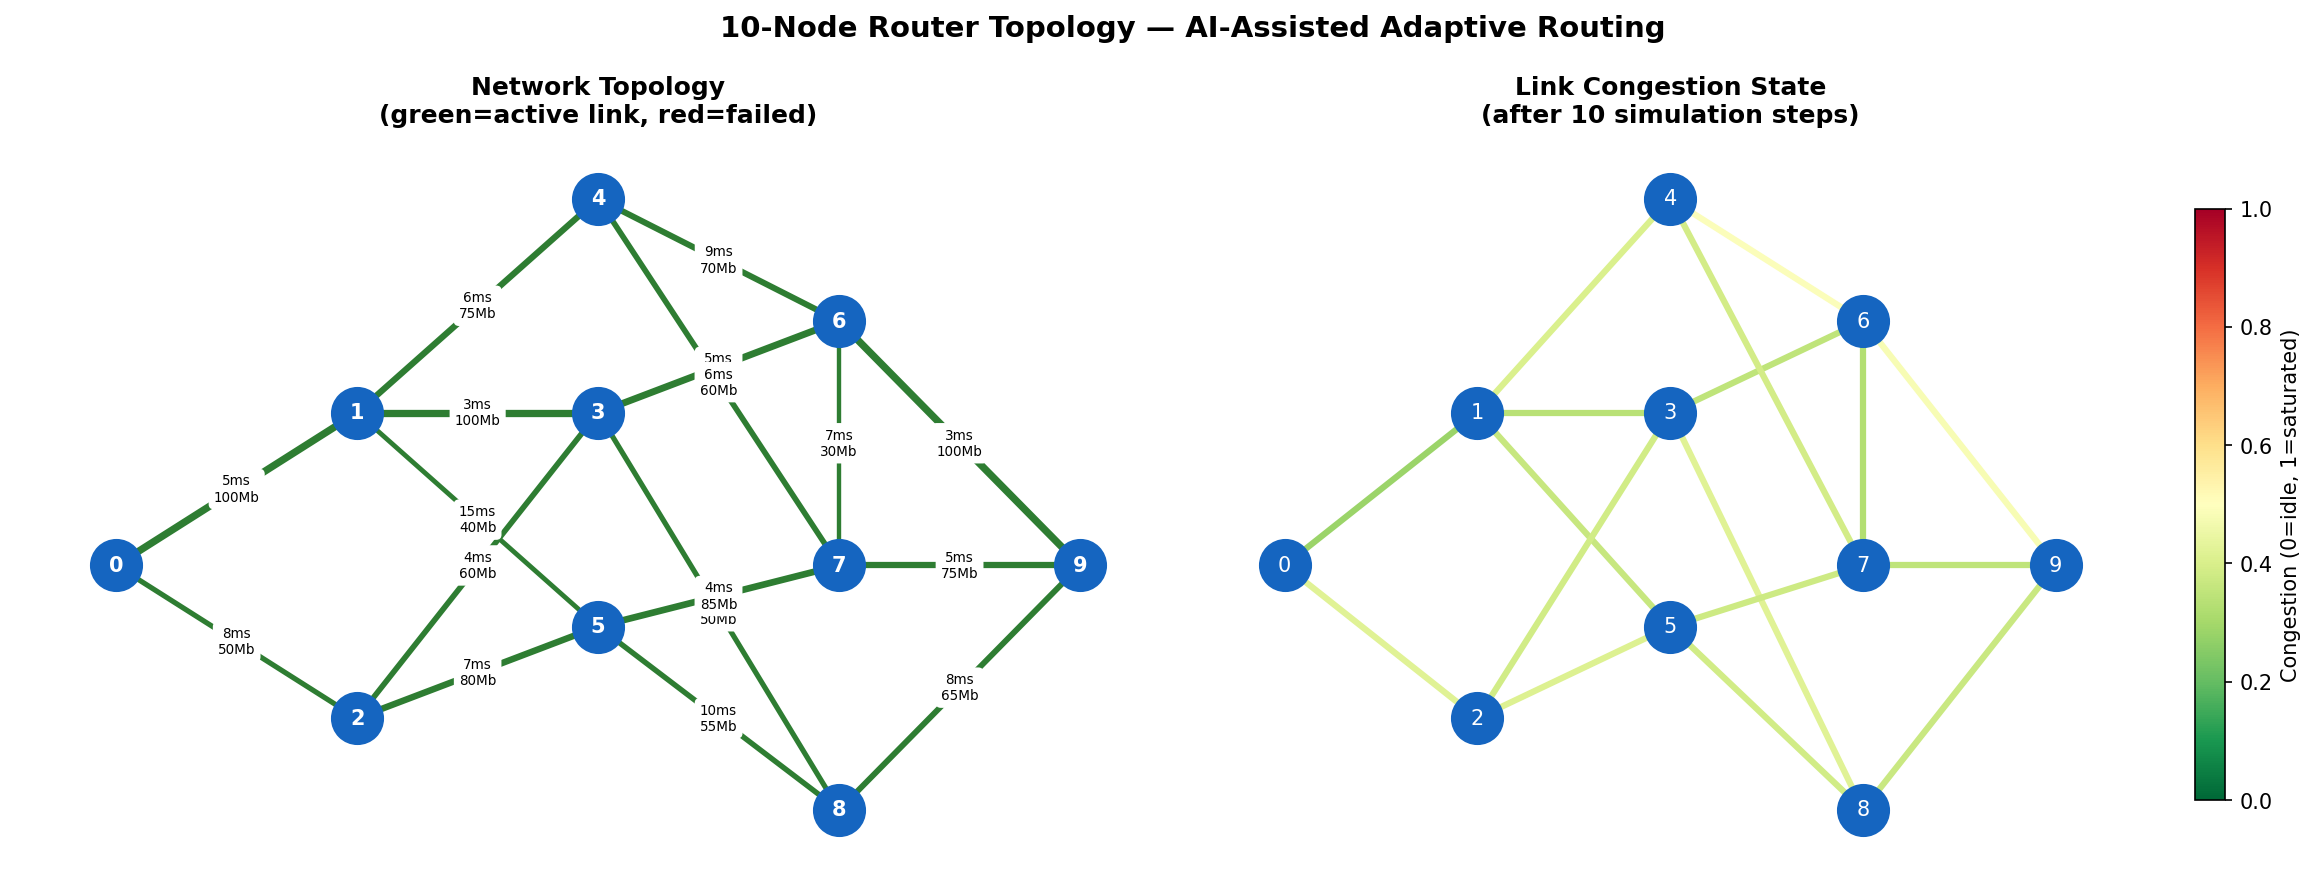 10-Node Router Topology — AI-Assisted Adaptive Routing
Network Topology
(green=active link, red=failed)
4
9ms
70Mb
6ms
75Mb
6
5ms
6ms
60Mb
1
3ms
100Mb
3
7ms
30Mb
3ms
100Mb
5ms
100Mb
15ms
40Mb
4ms
60Mb
0
7
5ms
75Mb
9
4ms
85Mb
50Mb
5
8ms
50Mb
7ms
80Mb
8ms
65Mb
2
10ms
55Mb
8
Link Congestion State
(after 10 simulation steps)
4
6
1
3
0
7
9
5
2
8
1.0
0.8
0.6
0.4
0.2
0.0
Congestion (0=idle, 1=saturated)